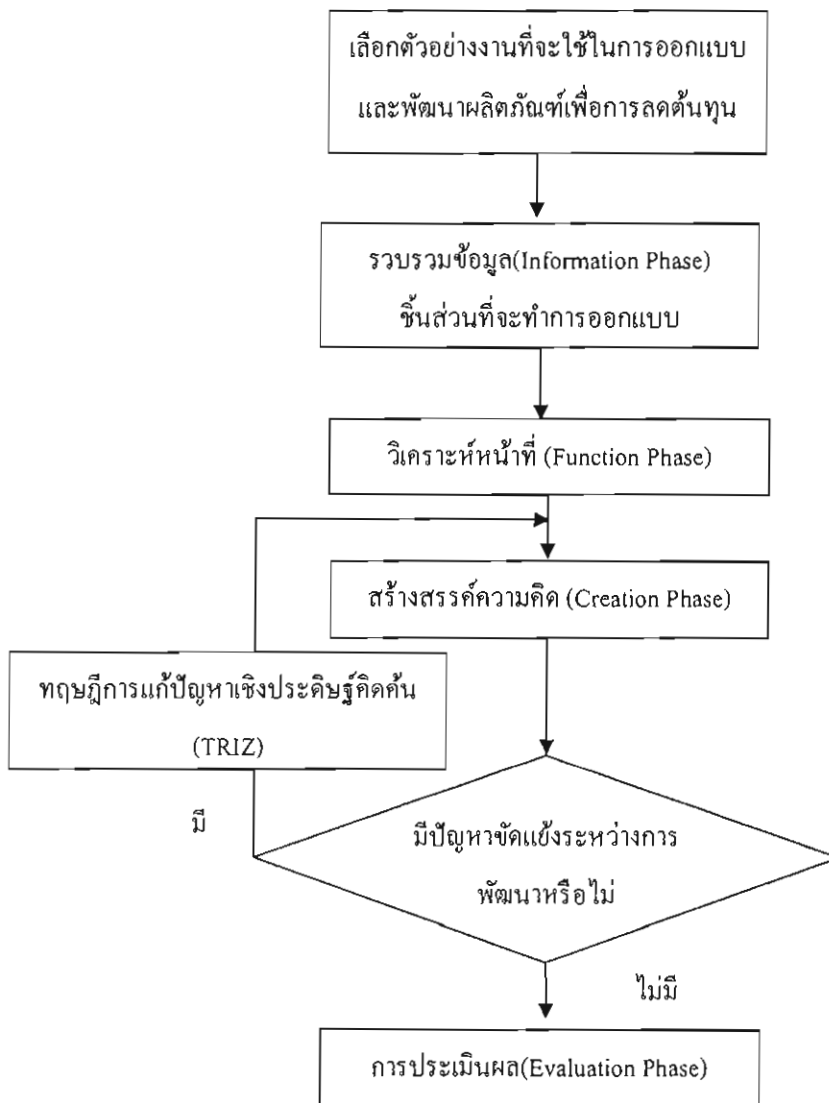 เลือกตัวอย่างงานที่จะใช้ในการออกแบบ
และพัฒนาผลิตภัณฑ์เพื่อการลดต้นทุน
รวบรวมข้อมูล(Information Phase)
ชิ้นส่วนที่จะทำการออกแบบ
วิเคราะห์หน้าที่ (Function Phase)
สร้างสรรค์ความคิด (Creation Phase)
ทฤษฎีการแก้ปัญหาเชิงประดิษฐ์คิดค้น
(TRIZ)
มี
มีปัญหาขัดแย้งระหว่างการ
พัฒนาหรือไม่
ไม่มี
การประเมินผล(Evaluation Phase)